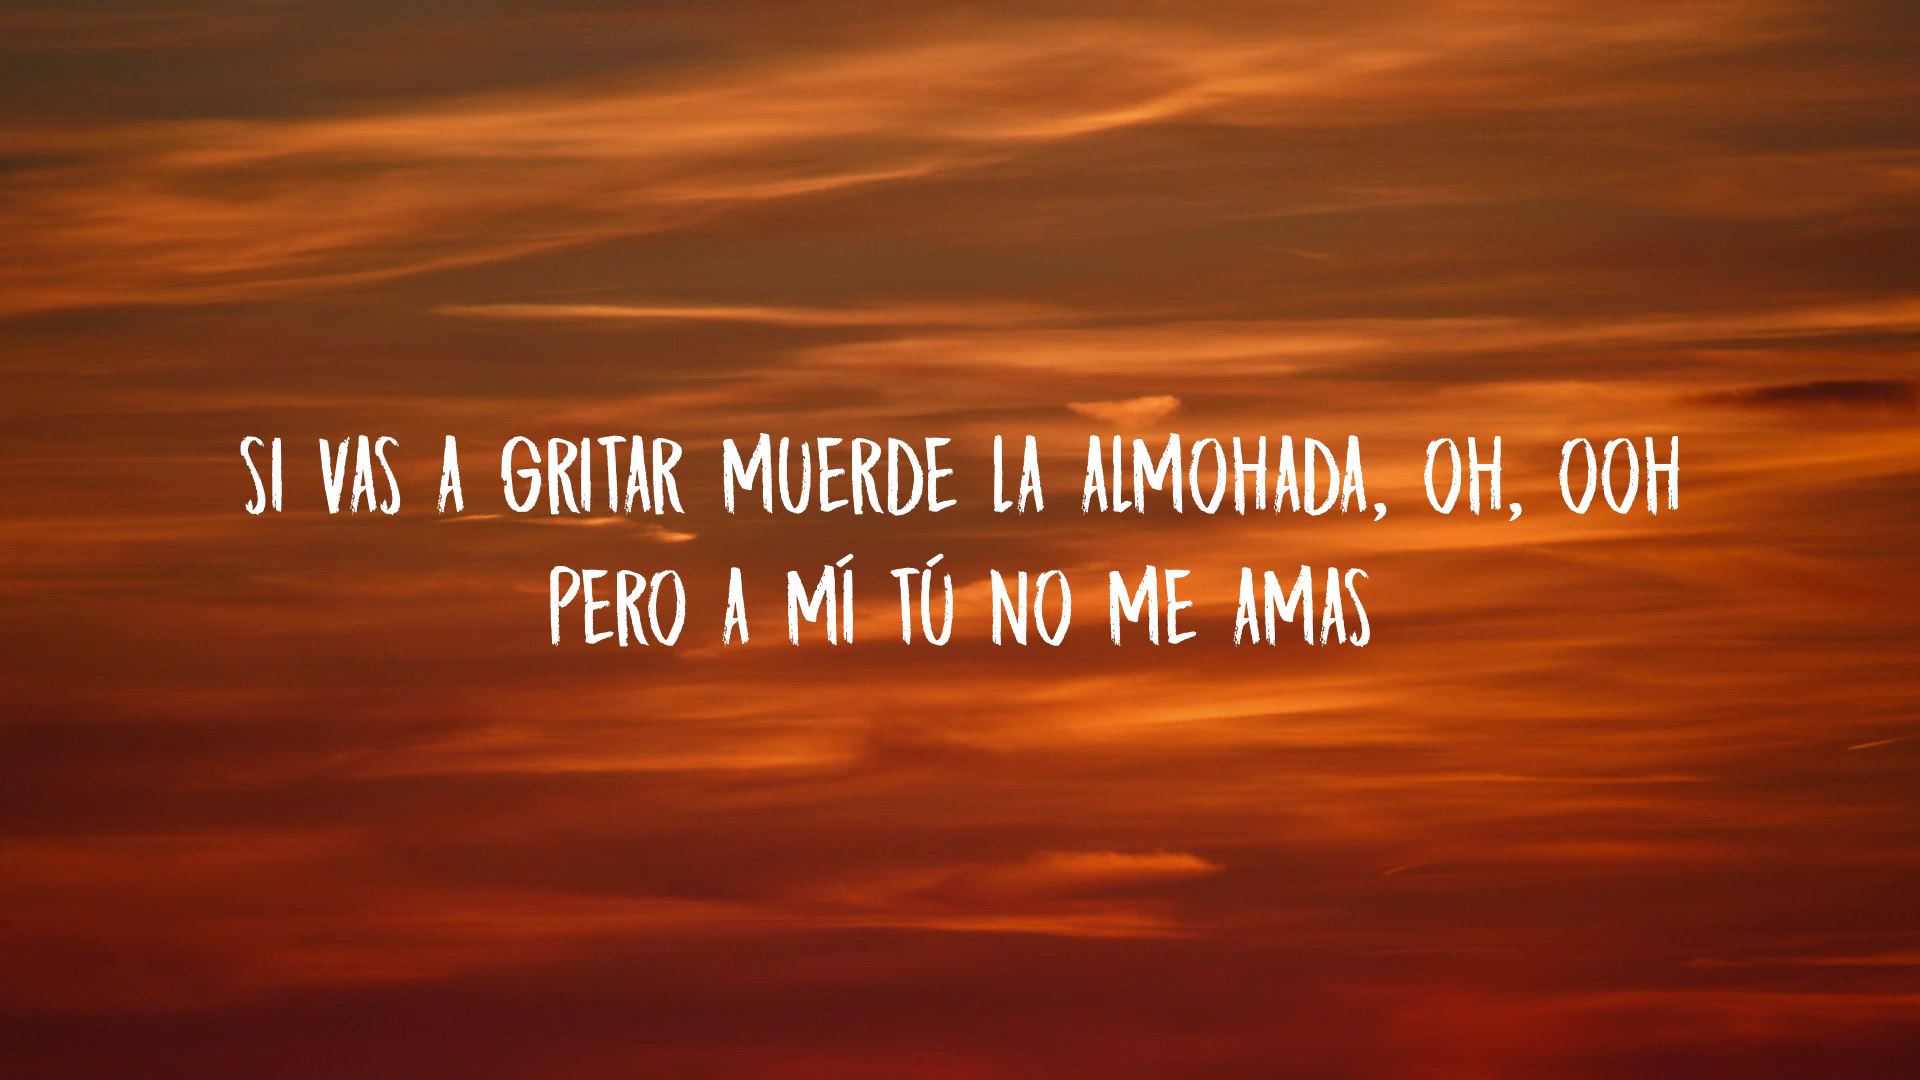 SI VAS A GRITAR MUERDE LA ALMOHADA, OH, OOH
PERO A MÍ TÚ NO ME AMAS